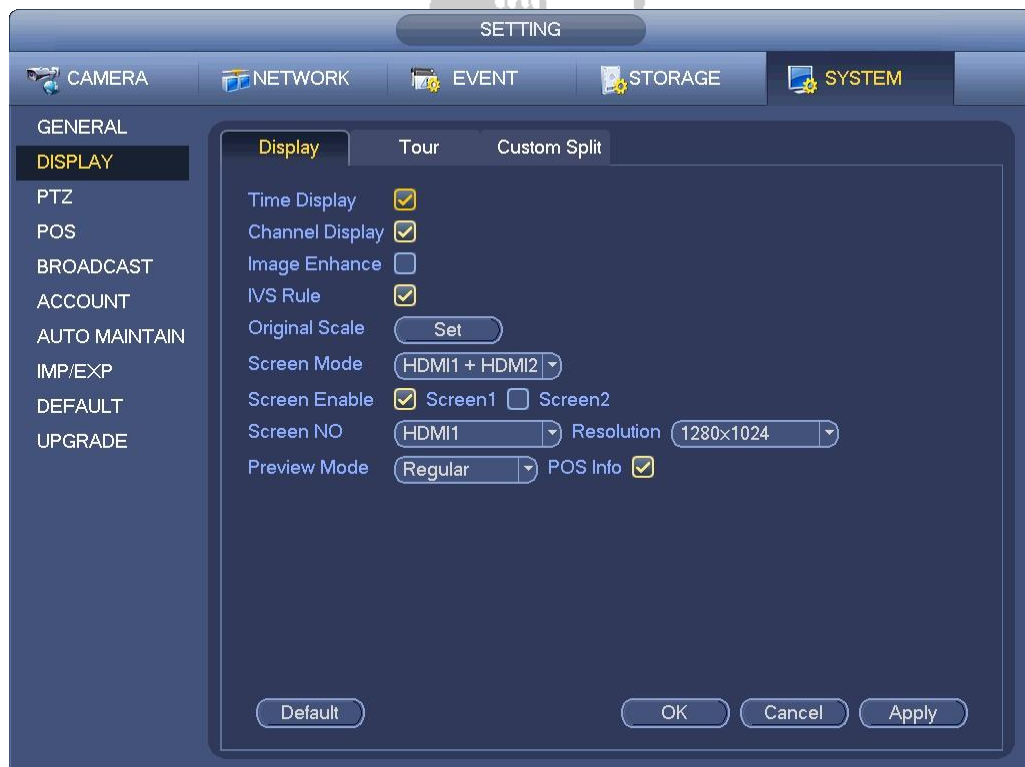 SETTING
CAMERA NETWORK EVENT STORAGE SYSTEM
GENERAL
DISPLAY
PTZ
POS
BROADCAST
ACCOUNT
AUTO MAINTAIN
IMP/EXP
DEFAULT
UPGRADE
Display Tour Custom Split
Time Display
Channel Display
Image Enhance
IVS Rule
Original Scale Set
Screen Mode HDMI1 + HDMI2
Screen Enable Screen1 Screen2
Screen NO HDMI1 Resolution 1280x1024
Preview Mode Regular POS Info
Default OK Cancel Apply